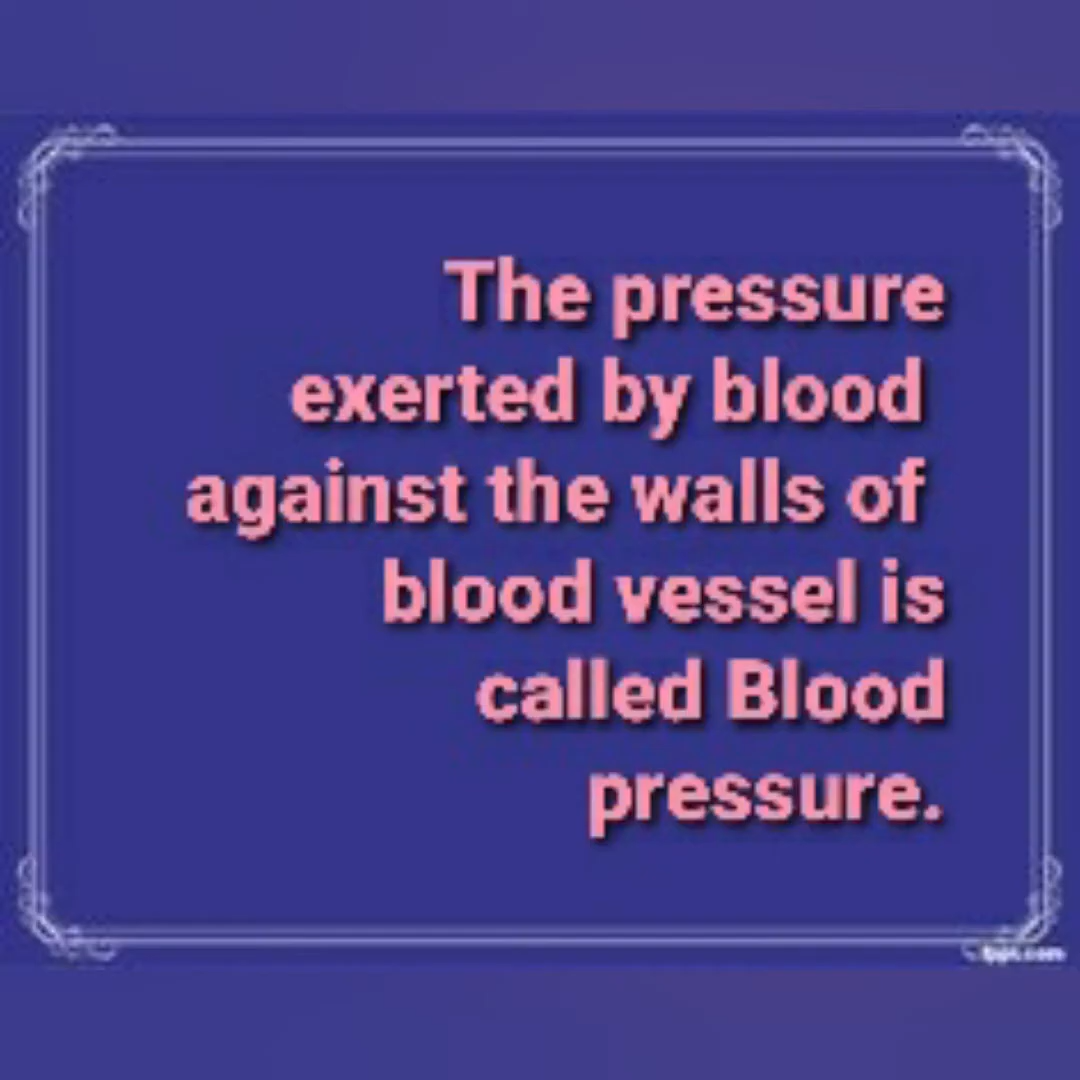 The pressure
exerted by blood
against the walls of
blood vessel is
called Blood
pressure.